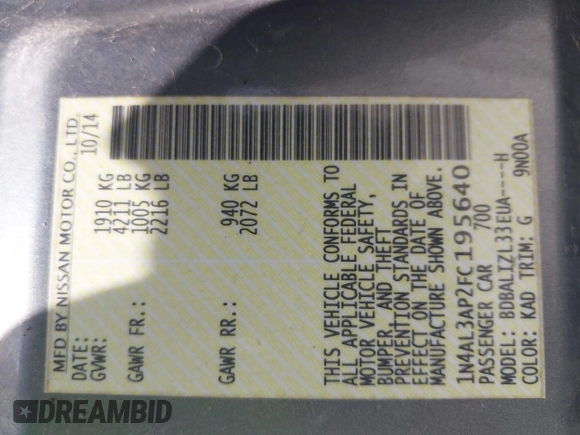 MFD BY NISSAN MOTOR CO., LTD.
DATE: 10/14
GVWR: 1910 KG
4211 LB
GAWR FR.: 1005 KG
2216 LB
GAWR RR.: 940 KG
2072 LB
THIS VEHICLE CONFORMS TO
ALL APPLICABLE FEDERAL
MOTOR VEHICLE SAFETY,
BUMPER, AND THEFT
PREVENTION STANDARDS IN
EFFECT ON THE DATE OF
MANUFACTURE SHOWN ABOVE.
1N4AL3AP2FC195640
PASSENGER CAR 700
MODEL: BDBALIZL33EUA----H
COLOR: KAD TRIM: G 9N00A
DREAMBID